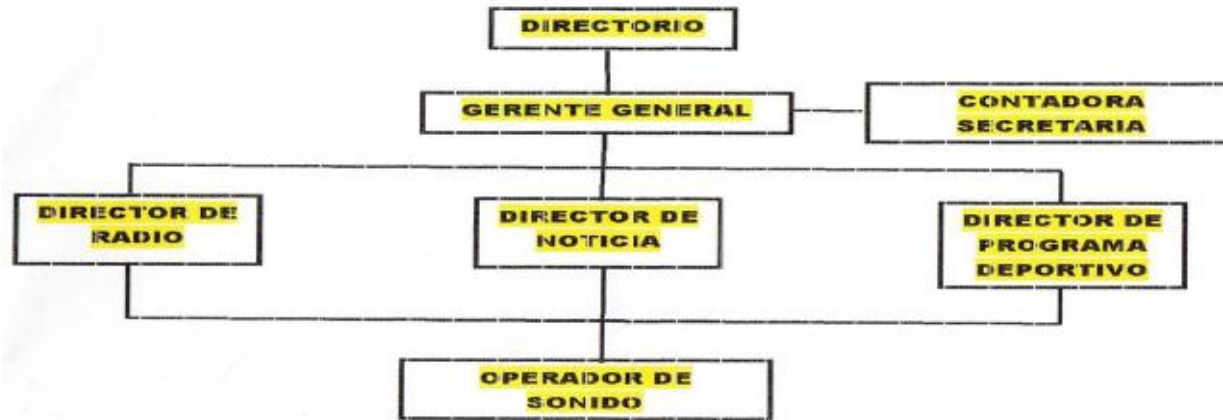 DIRECTORIO
GERENTE GENERAL
CONTADORA
SECRETARIA
DIRECTOR DE
RADIO
DIRECTOR DE
NOTICIA
DIRECTOR DE
PROGRAMA
DEPORTIVO
OPERADOR DE
SONIDO